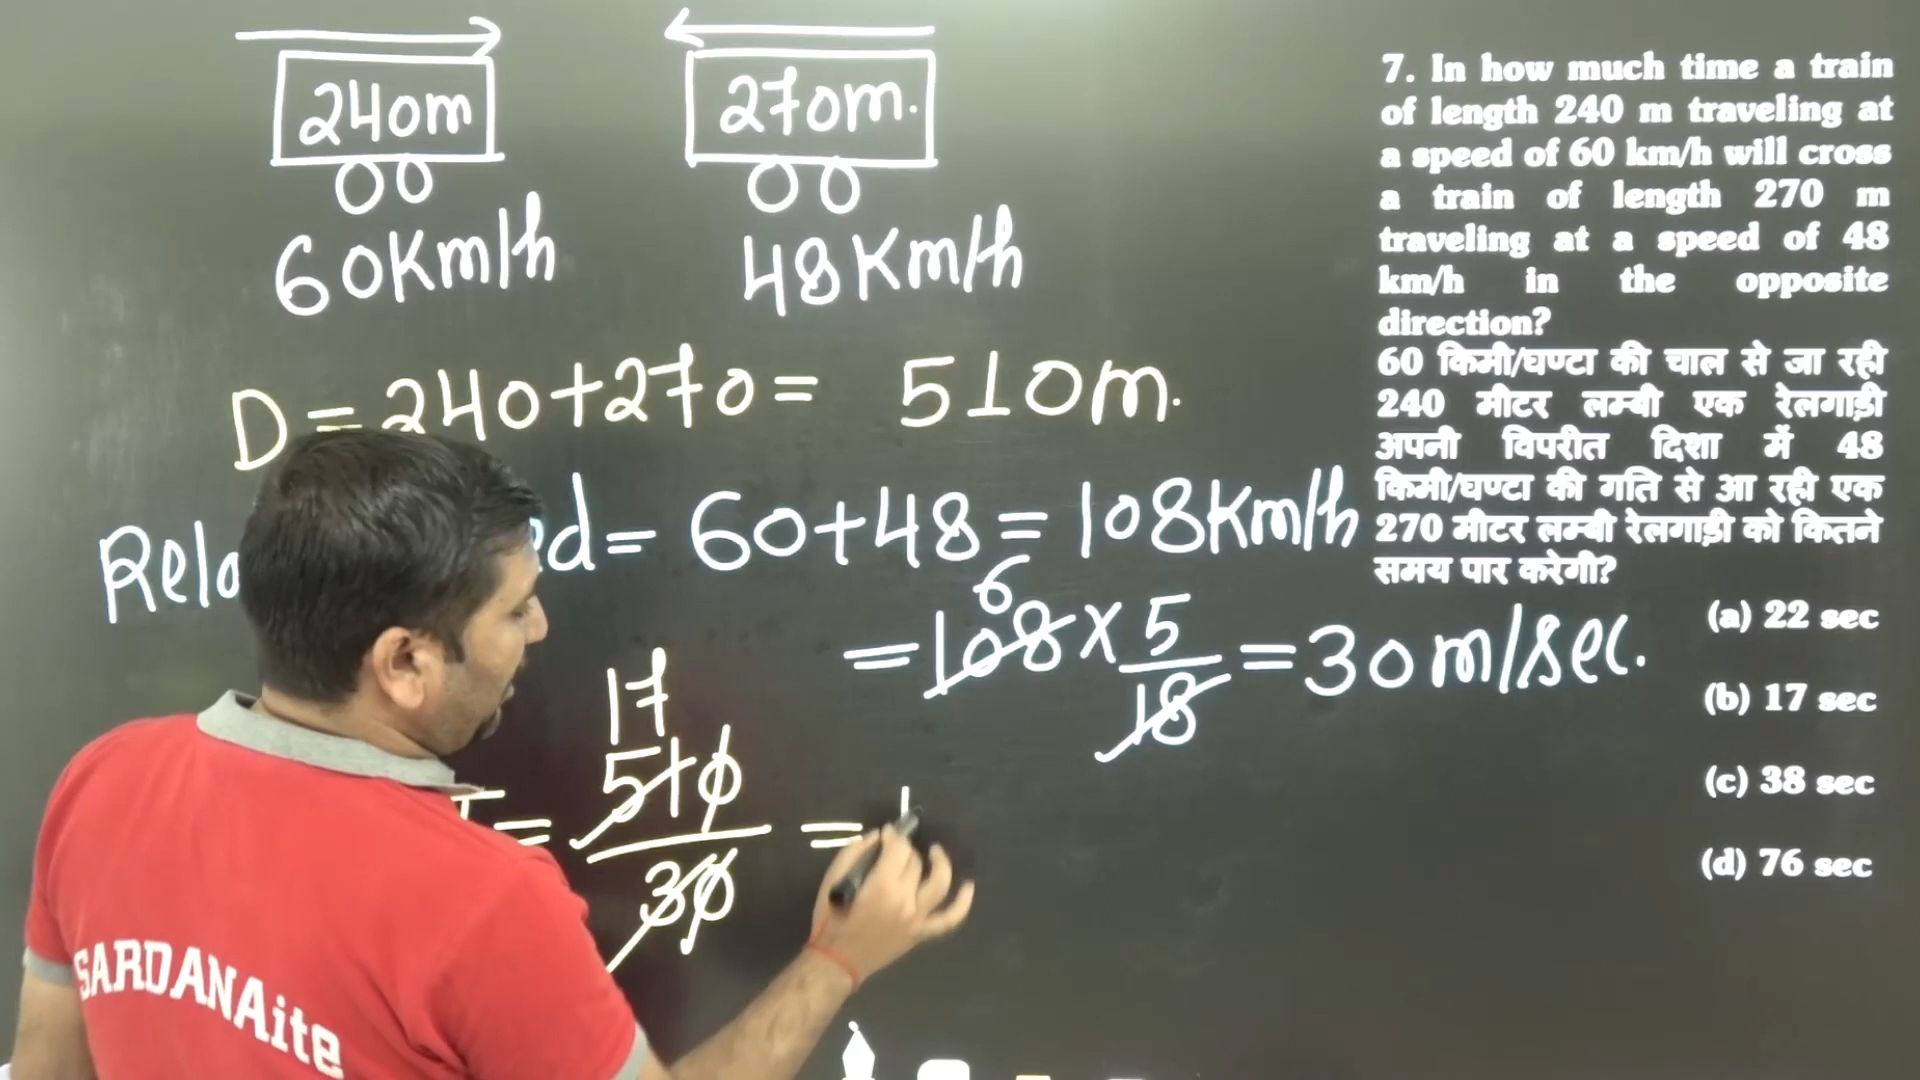 240m
270m.
60Km/h
48Km/h
D = 240+270 = 510m.
= 60+48 = 108Km/h
6
= 108 × 5/18 = 30m/sec.
17
= 510/30 =
SARDANAite
7. In how much time a train
of length 240 m traveling at
a speed of 60 km/h will cross
a train of length 270 m
traveling at a speed of 48
km/h in the opposite
direction?
60 किमी/घण्टा की चाल से जा रही
240 मीटर लम्बी एक रेलगाड़ी
अपनी विपरीत दिशा में 48
किमी/घण्टा की गति से आ रही एक
270 मीटर लम्बी रेलगाड़ी को कितने
समय पार करेगी?
(a) 22 sec
(b) 17 sec
(c) 38 sec
(d) 76 sec